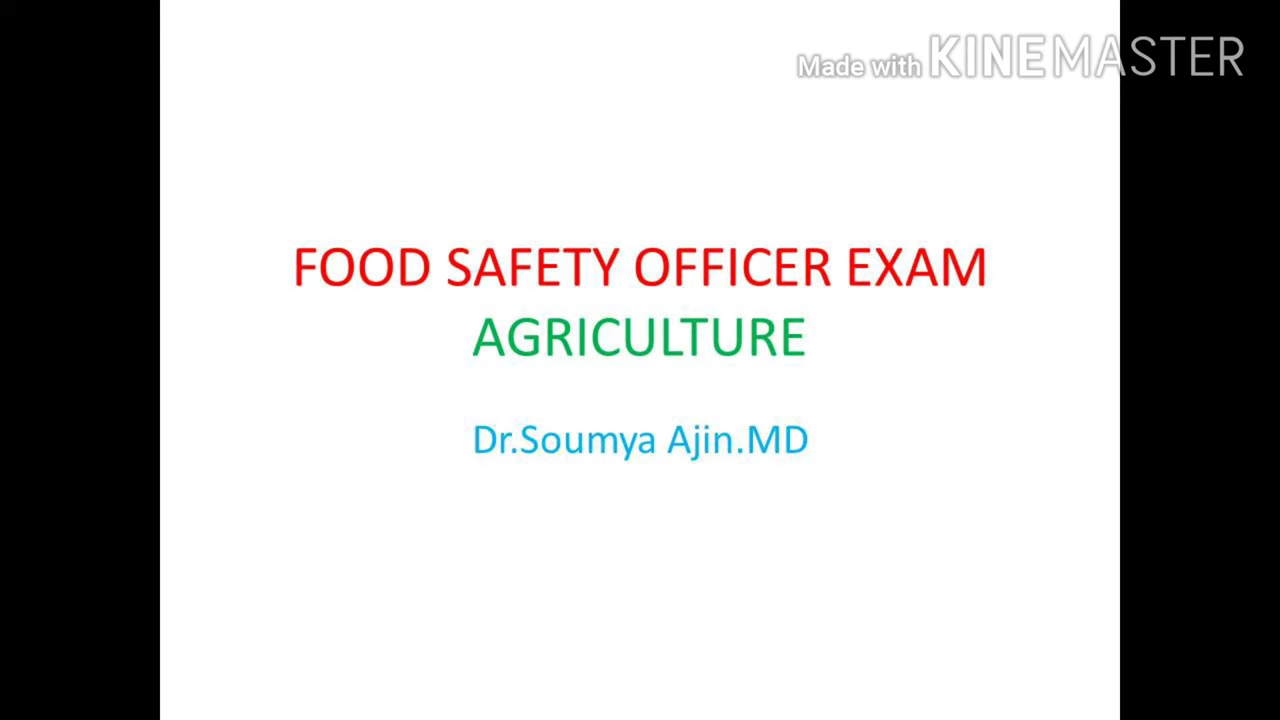 Made with KINEMASTER
FOOD SAFETY OFFICER EXAM
AGRICULTURE
Dr.Soumya Ajin.MD